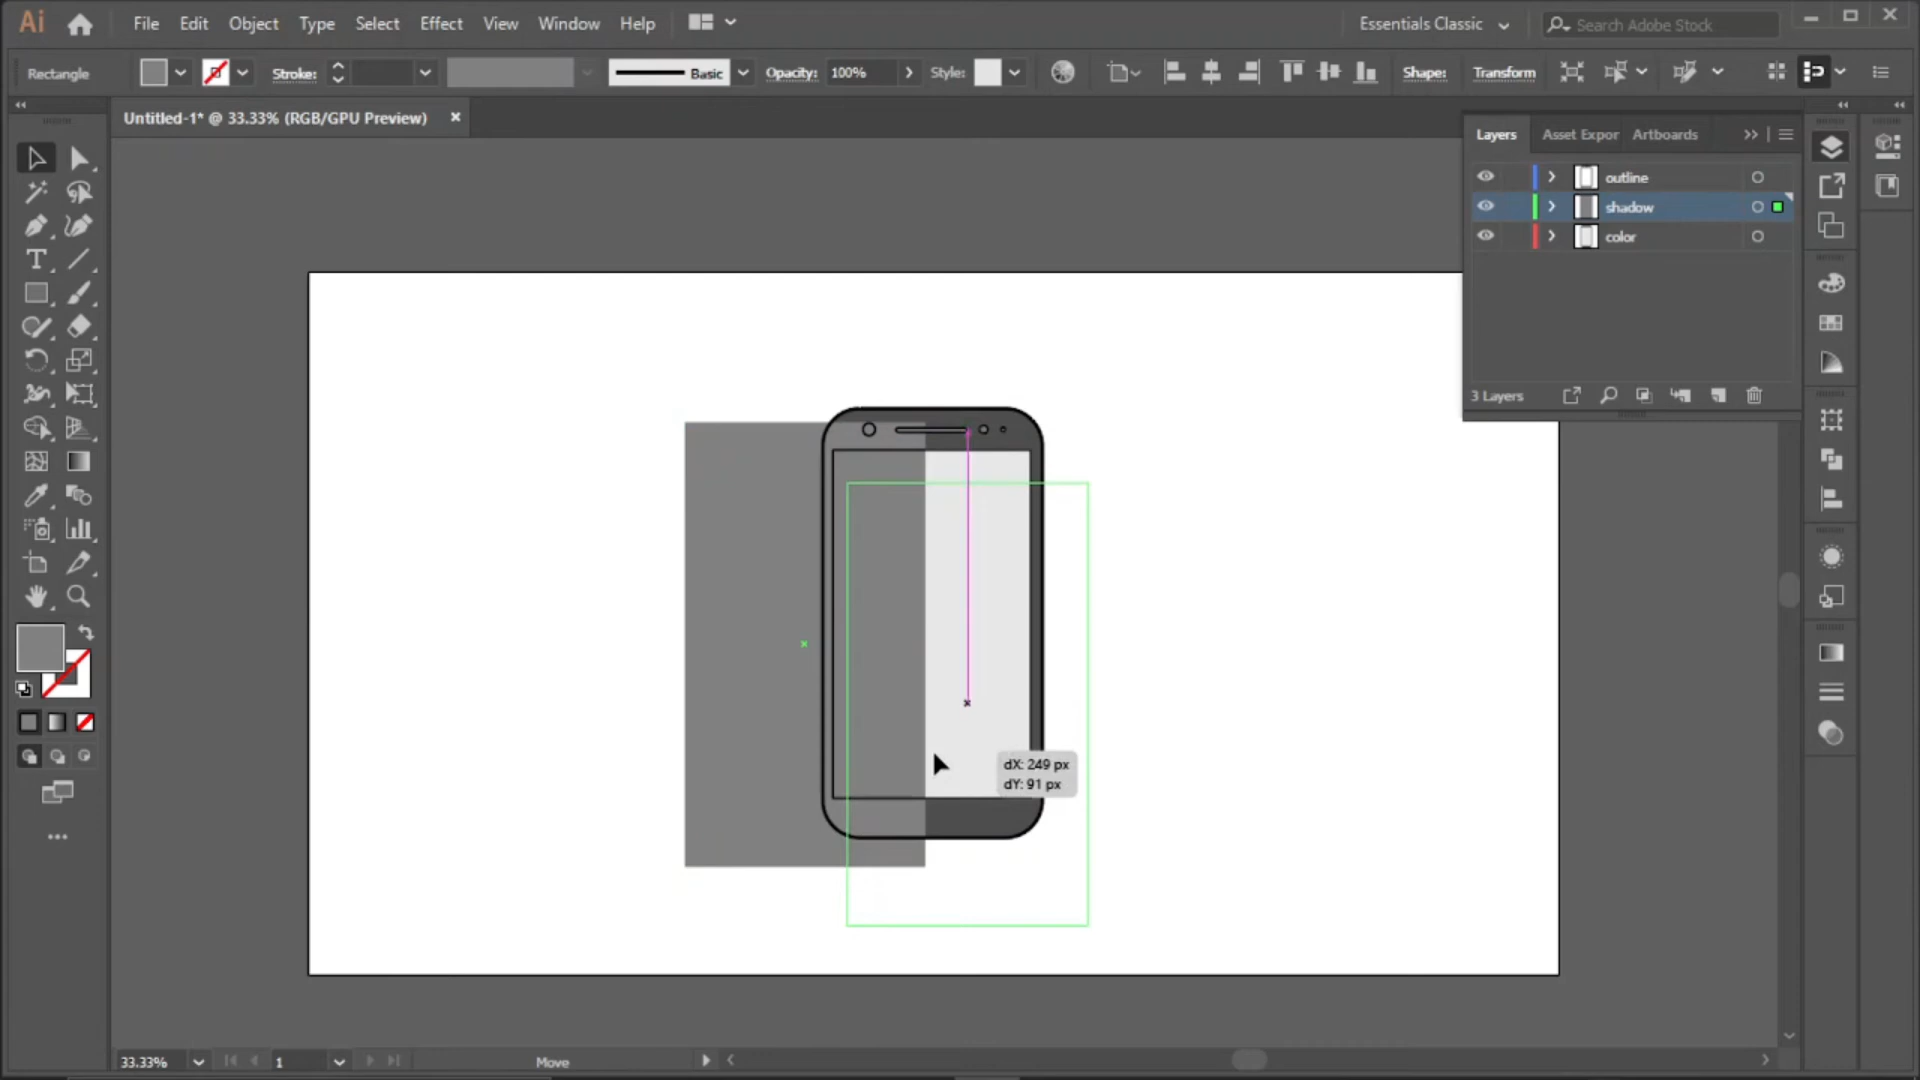 Ai File Edit Object Type Select Effect View Window Help Essentials Classic Search Adobe Stock
Rectangle Stroke: Basic Opacity: 100% Style: Shape: Transform
Untitled-1* @ 33.33% (RGB/GPU Preview) ×
Layers Asset Expor Artboards
outline
shadow
color
3 Layers
dX: 249 px
dY: 91 px
33.33% 1 Move